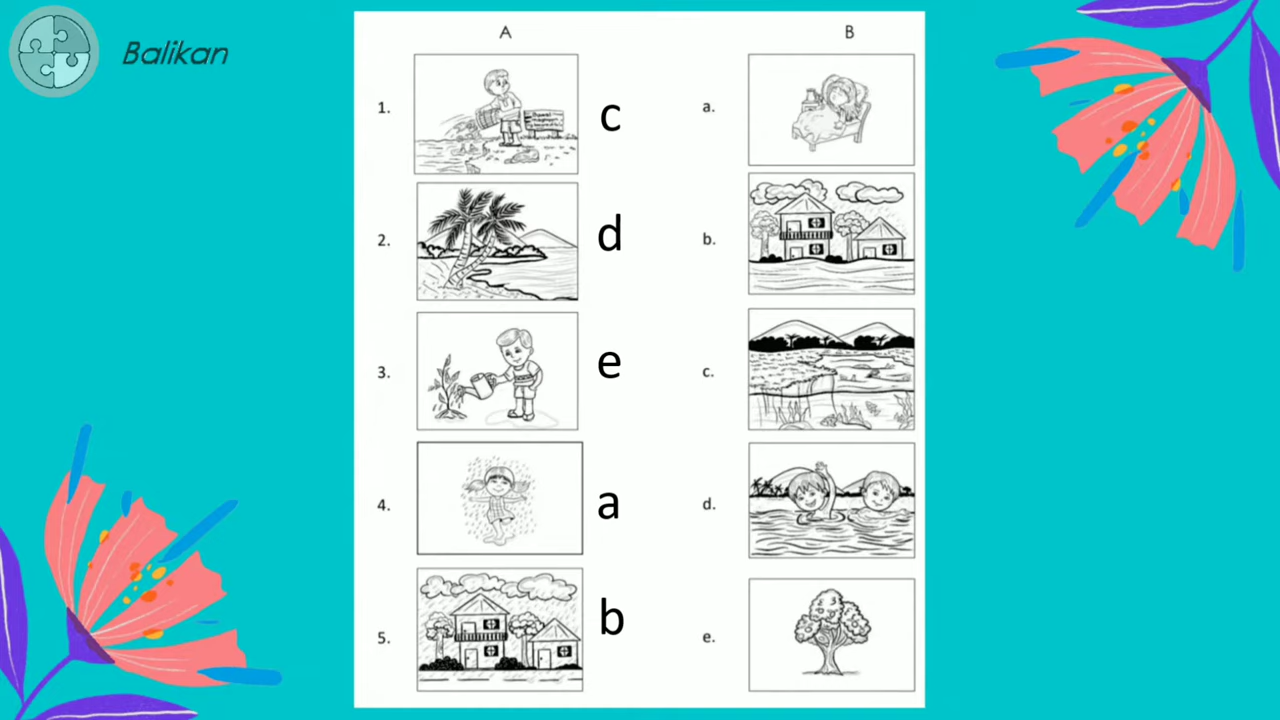 Balikan
A B
1. c a.
2. d b.
3. e c.
4. a d.
5. b e.